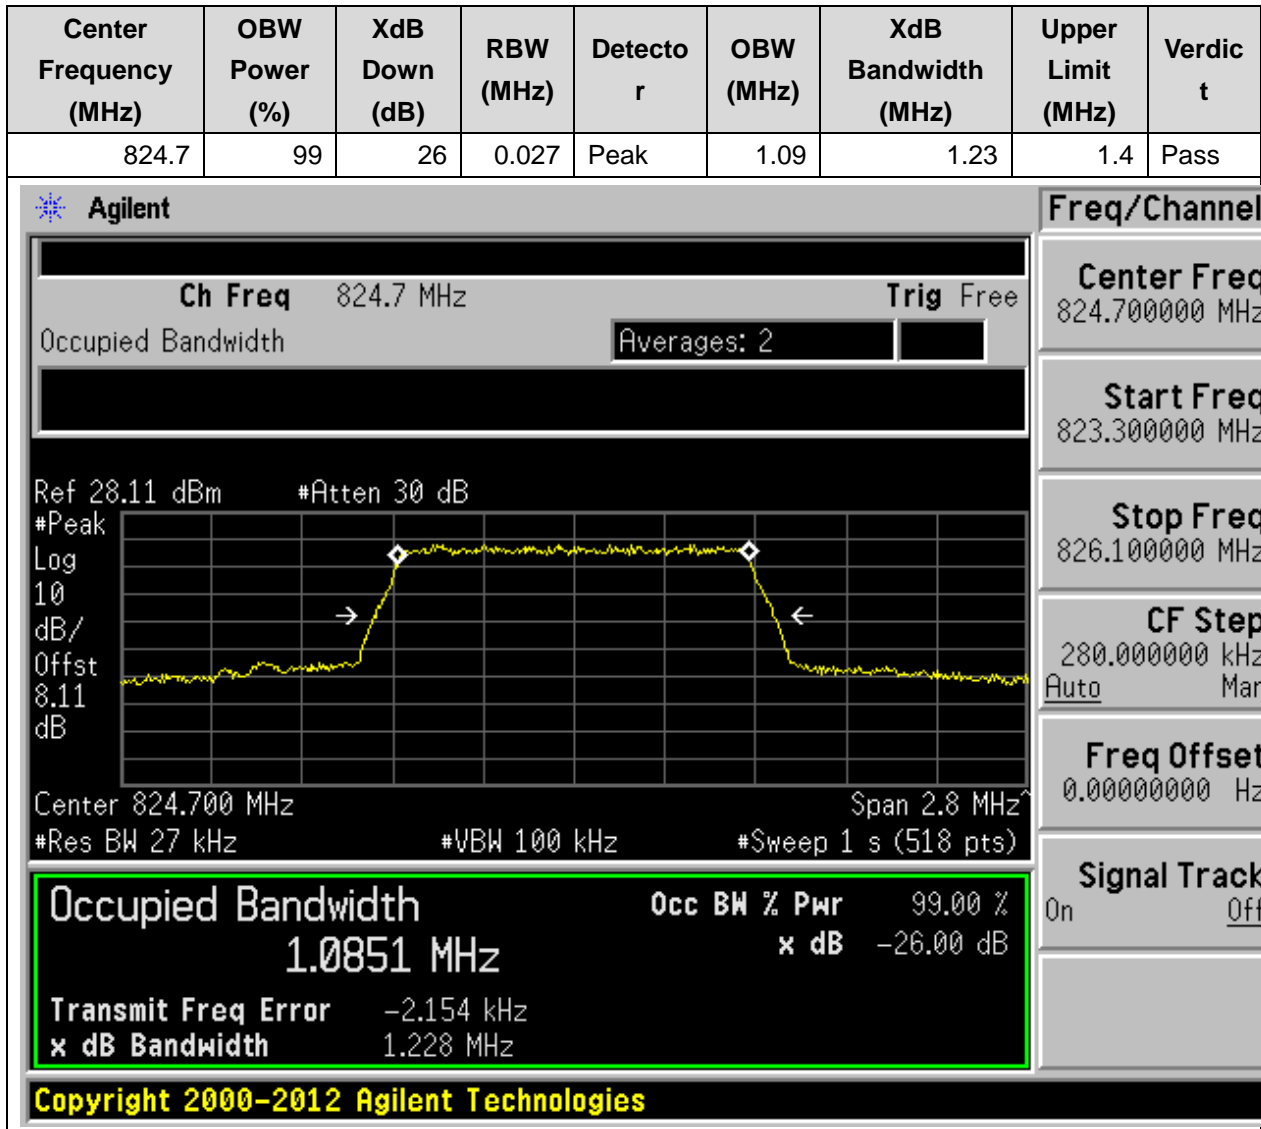 Center Frequency (MHz) OBW Power (%) XdB Down (dB) RBW (MHz) Detecto r OBW (MHz) XdB Bandwidth (MHz) Upper Limit (MHz) Verdic t
824.7 99 26 0.027 Peak 1.09 1.23 1.4 Pass
Agilent
Freq/Channel
Ch Freq 824.7 MHz Trig Free
Occupied Bandwidth Averages: 2
Center Freq
824.700000 MHz
Start Freq
823.300000 MHz
Stop Freq
826.100000 MHz
CF Step
280.000000 kHz
Auto Man
Freq Offset
0.00000000 Hz
Signal Track
On Off
Ref 28.11 dBm #Atten 30 dB
#Peak
Log
10
dB/
Offst
8.11
dB
Center 824.700 MHz Span 2.8 MHz^
#Res BW 27 kHz #VBW 100 kHz #Sweep 1 s (518 pts)
Occupied Bandwidth
1.0851 MHz
Occ BW % Pwr 99.00 %
x dB -26.00 dB
Transmit Freq Error -2.154 kHz
x dB Bandwidth 1.228 MHz
Copyright 2000-2012 Agilent Technologies